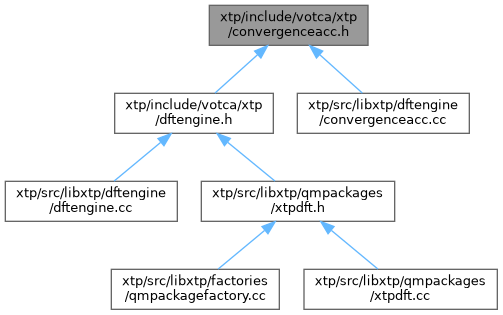 xtp/include/votca/xtp
/convergenceacc.h
xtp/include/votca/xtp
/dftengine.h
xtp/src/libxtp/dftengine
/convergenceacc.cc
xtp/src/libxtp/dftengine
/dftengine.cc
xtp/src/libxtp/qmpackages
/xtpdft.h
xtp/src/libxtp/factories
/qmpackagefactory.cc
xtp/src/libxtp/qmpackages
/xtpdft.cc